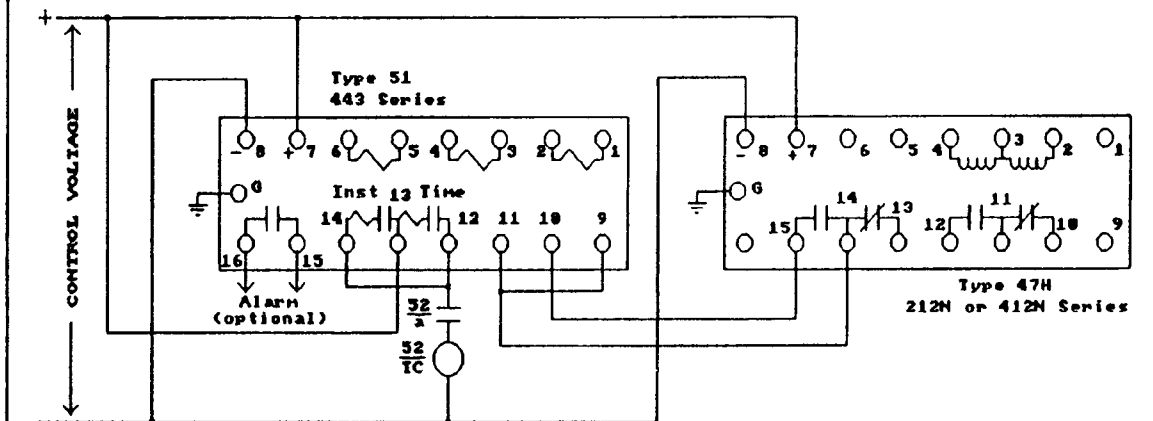 +
CONTROL VOLTAGE
Type 51
443 Series
- 8 + 7 6 5 4 3 2 1
G
Inst 13 Time
14 12 11 10 9
16 15
Alarm
(optional)
52
a
52
TC
- 8 + 7 6 5 4 3 2 1
G
15 14 13 12 11 10 9
Type 47H
212N or 412N Series